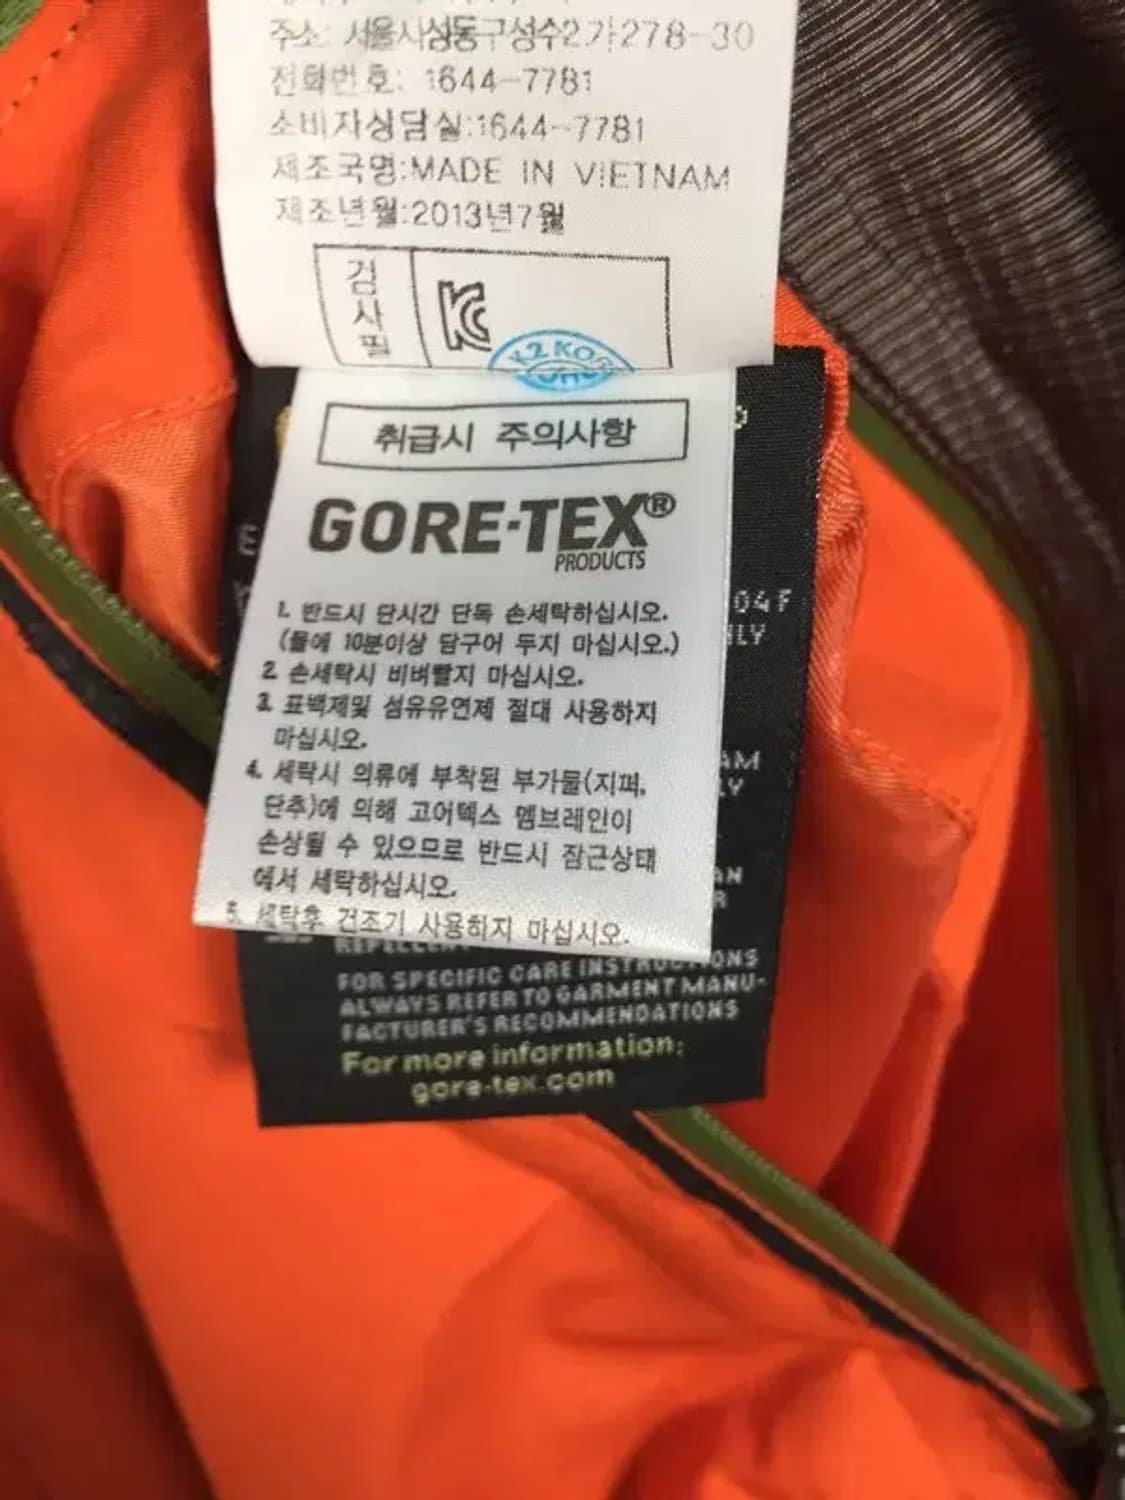 주소: 서울시성동구성수2가278-30
전화번호: 1644-7781
소비자상담실:1644-7781
제조국명:MADE IN VIETNAM
제조년월:2013년7월
검사필
K2 KOR
취급시 주의사항
GORE-TEX®
PRODUCTS
1. 반드시 단시간 단독 손세탁하십시오.
(물에 10분이상 담구어 두지 마십시오.)
2. 손세탁시 비벼빨지 마십시오.
3. 표백제및 섬유유연제 절대 사용하지
마십시오.
4. 세탁시 의류에 부착된 부가물(지퍼,
단추)에 의해 고어텍스 멤브레인이
손상될 수 있으므로 반드시 잠근상태
에서 세탁하십시오.
5. 세탁후 건조기 사용하지 마십시오.
04F
LY
AM
LY
AN
R
REPELLEN
FOR SPECIFIC CARE INSTRUCTIONS
ALWAYS REFER TO GARMENT MANU-
FACTURER'S RECOMMENDATIONS
For more information:
gore-tex.com